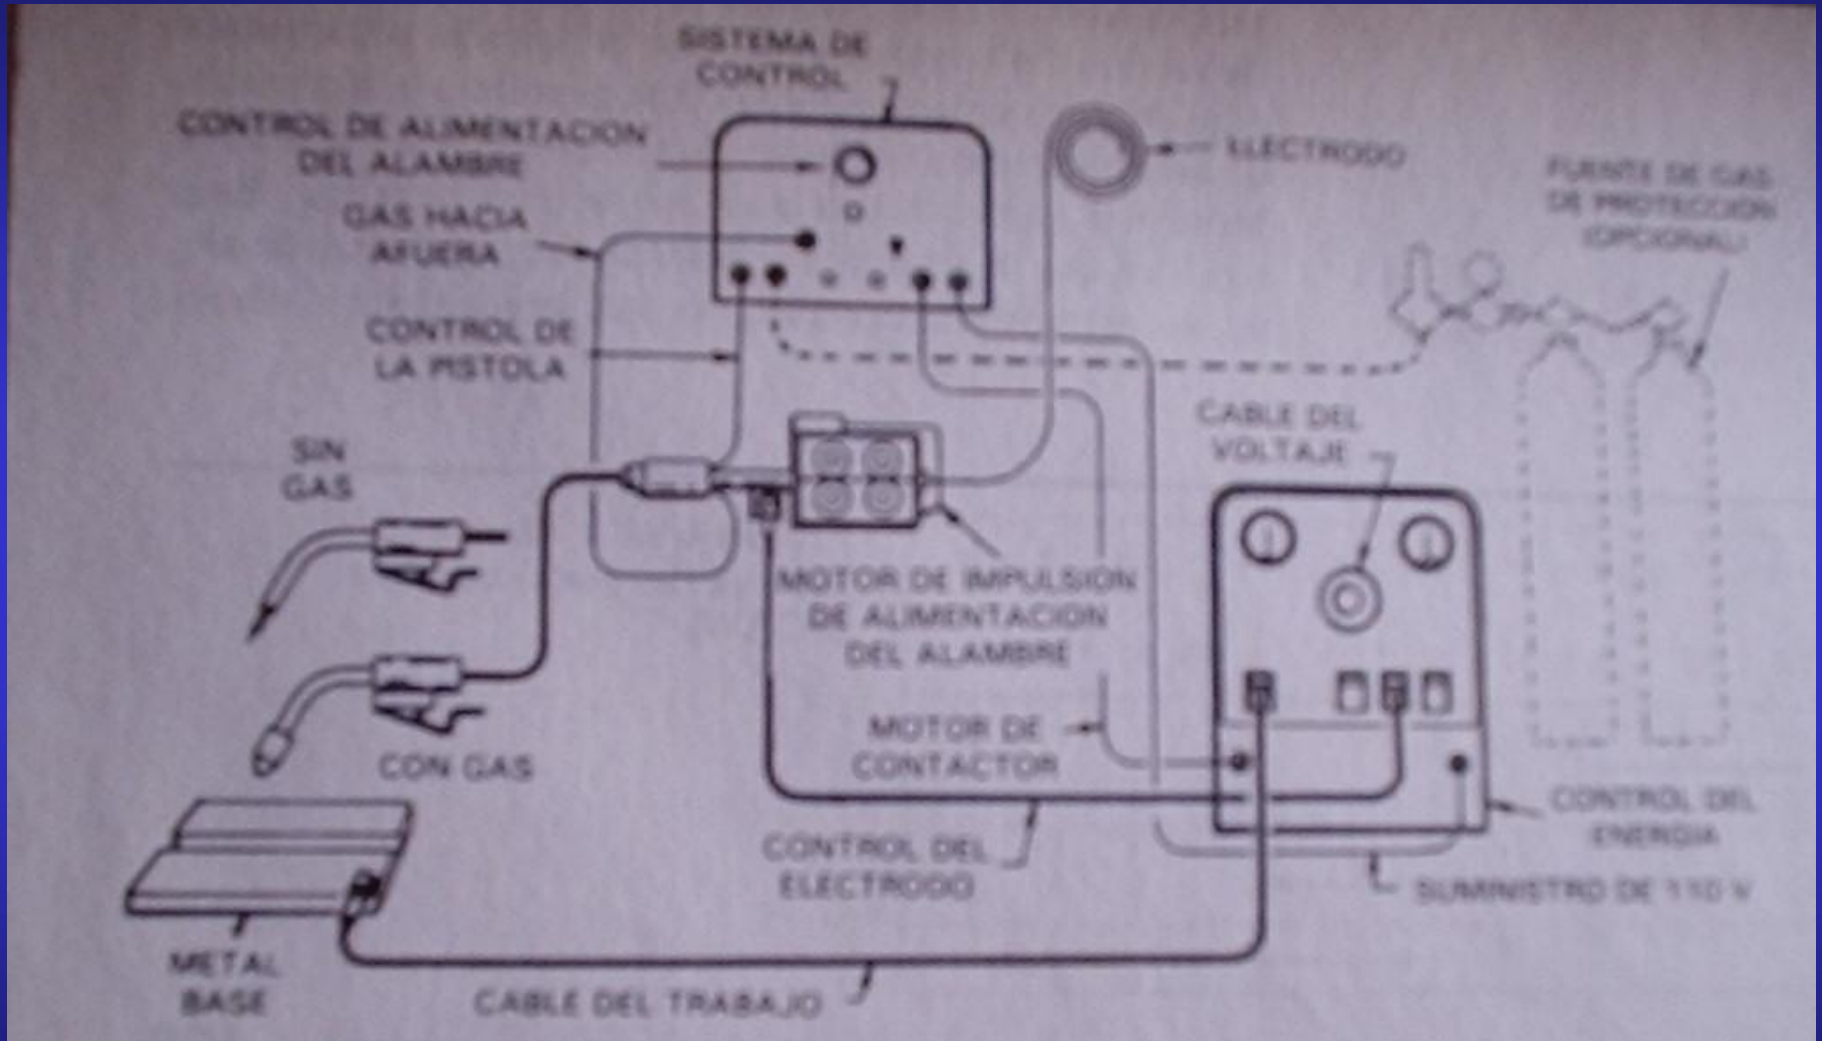 SISTEMA DE
CONTROL
CONTROL DE ALIMENTACION
DEL ALAMBRE
ELECTRODO
FUENTE DE GAS
DE PROTECCION
(OPCIONAL)
GAS HACIA
AFUERA
CONTROL DE
LA PISTOLA
CABLE DEL
VOLTAJE
SIN
GAS
MOTOR DE IMPULSION
DE ALIMENTACION
DEL ALAMBRE
MOTOR DE
CONTACTOR
CON GAS
CONTROL DEL
ENERGIA
CONTROL DEL
ELECTRODO
SUMINISTRO DE 110 V
METAL
BASE
CABLE DEL TRABAJO